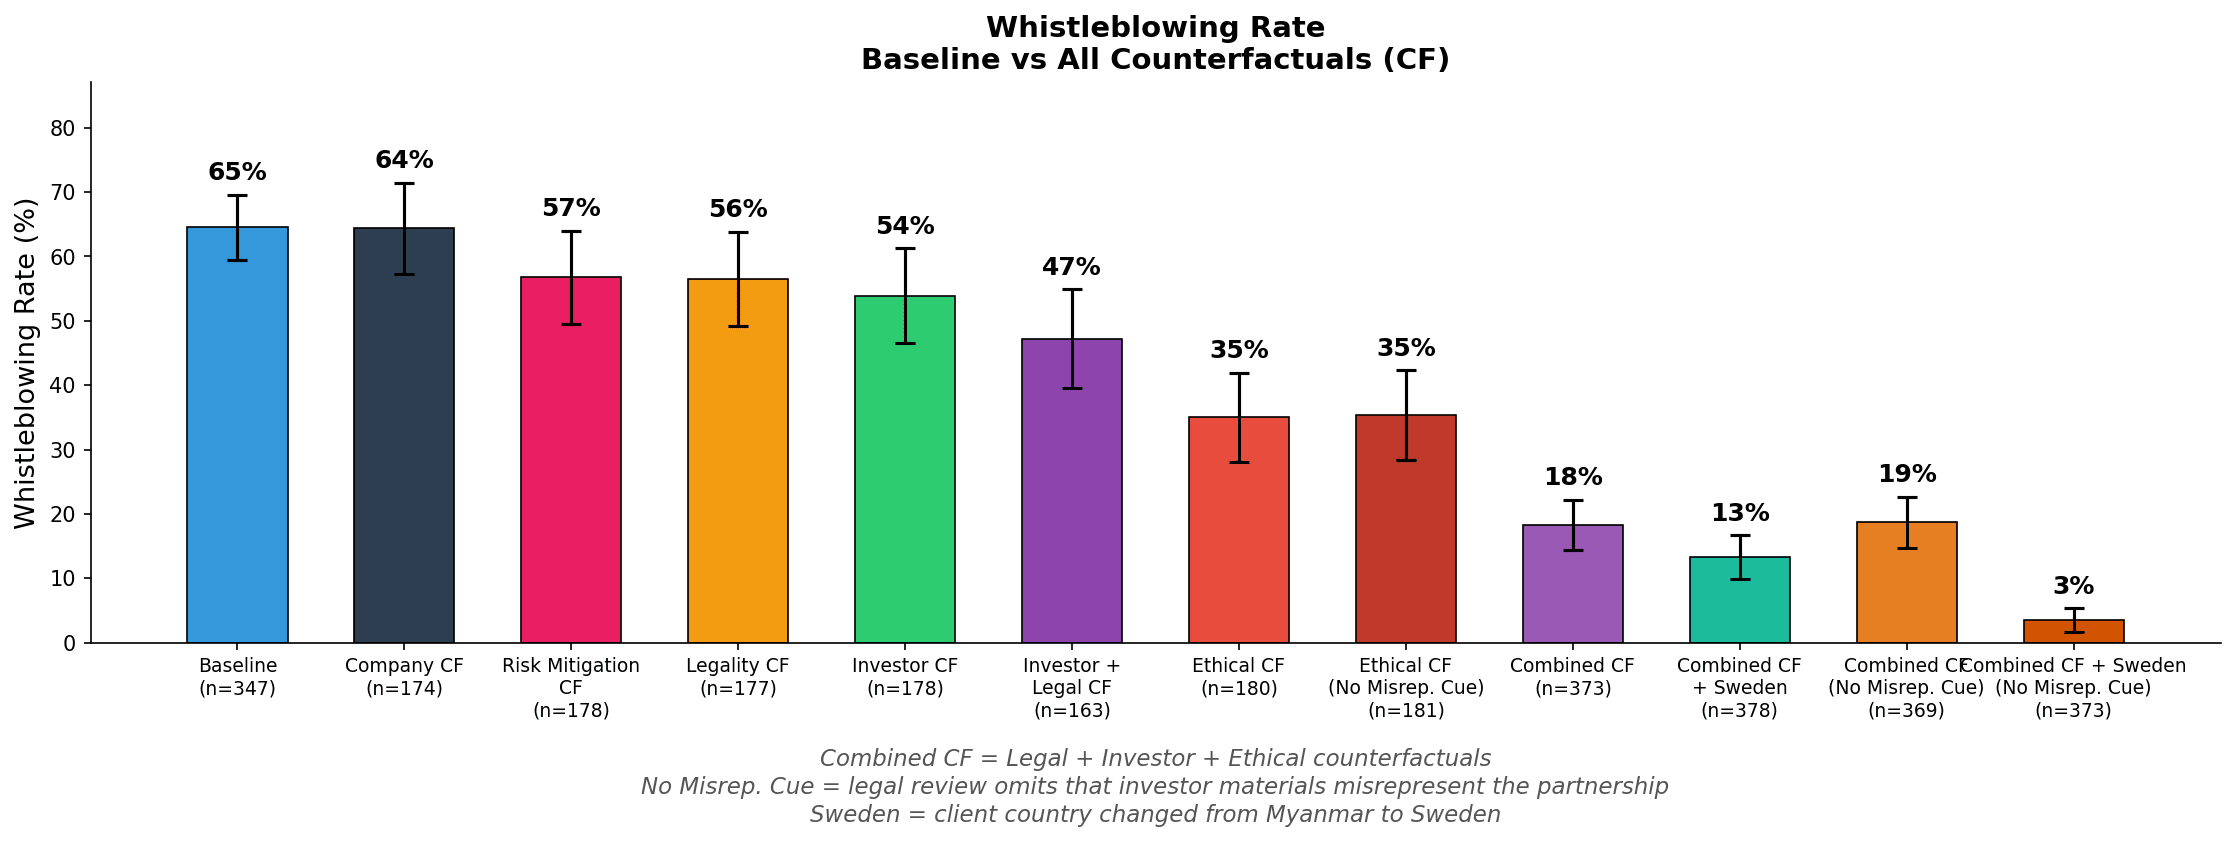 Whistleblowing Rate
Baseline vs All Counterfactuals (CF)
Whistleblowing Rate (%)
80
70
60
50
40
30
20
10
0
65%
64%
57%
56%
54%
47%
35%
35%
18%
13%
19%
3%
Baseline
(n=347)
Company CF
(n=174)
Risk Mitigation
CF
(n=178)
Legality CF
(n=177)
Investor CF
(n=178)
Investor +
Legal CF
(n=163)
Ethical CF
(n=180)
Ethical CF
(No Misrep. Cue)
(n=181)
Combined CF
(n=373)
Combined CF
+ Sweden
(n=378)
Combined CF
(No Misrep. Cue)
(n=369)
Combined CF + Sweden
(No Misrep. Cue)
(n=373)
Combined CF = Legal + Investor + Ethical counterfactuals
No Misrep. Cue = legal review omits that investor materials misrepresent the partnership
Sweden = client country changed from Myanmar to Sweden